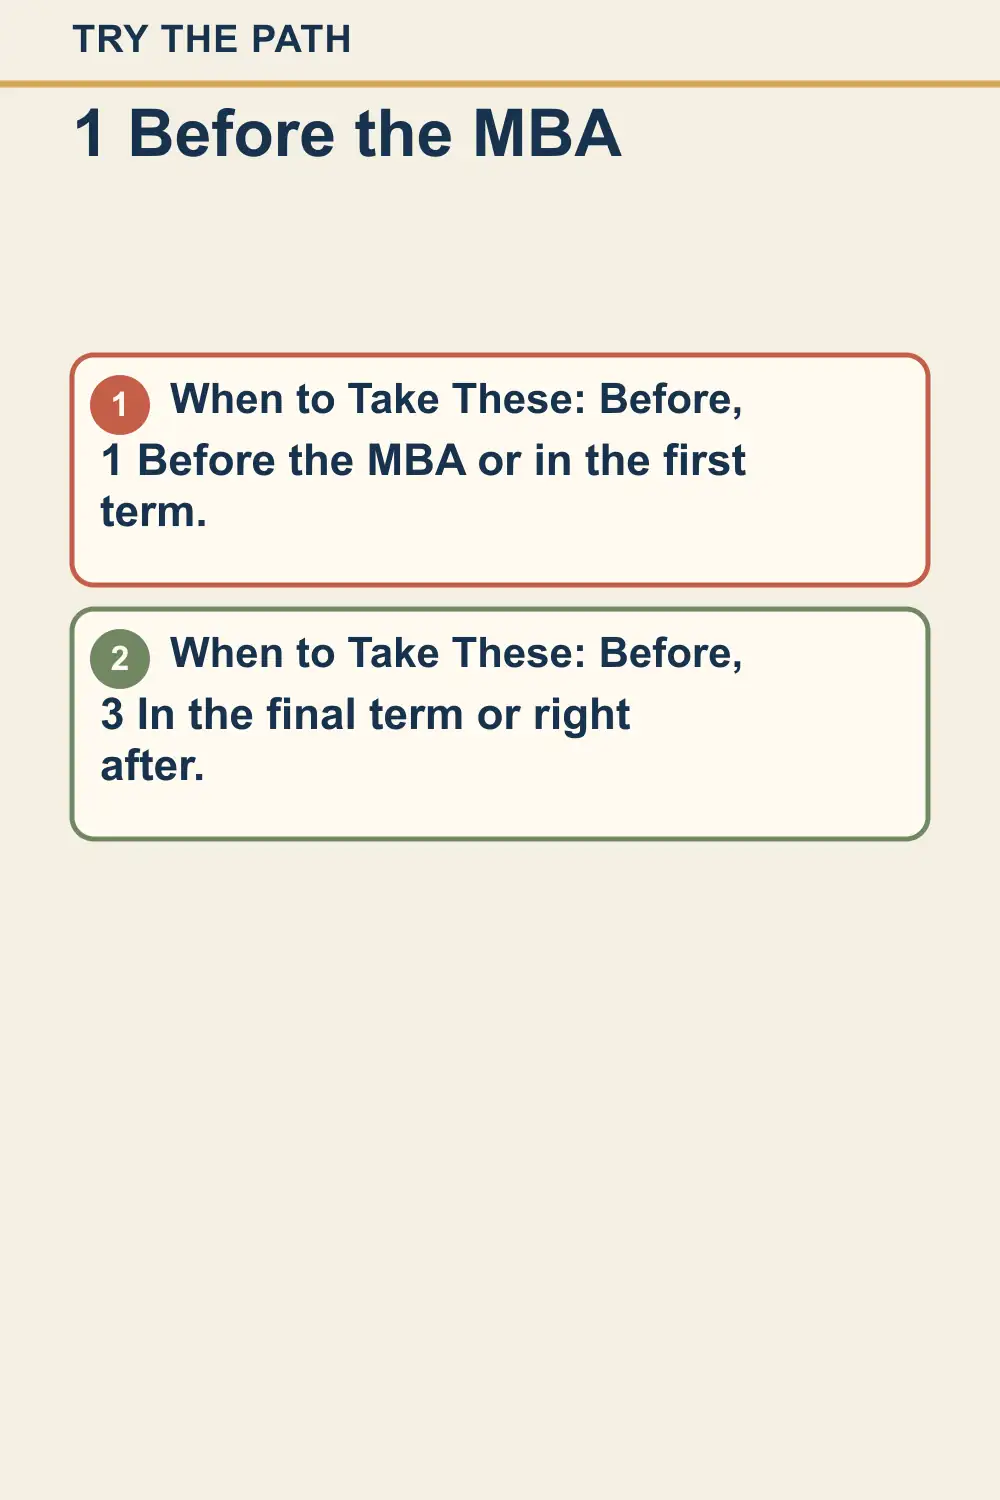 TRY THE PATH
1 Before the MBA
1 When to Take These: Before,
1 Before the MBA or in the first
term.
2 When to Take These: Before,
3 In the final term or right
after.